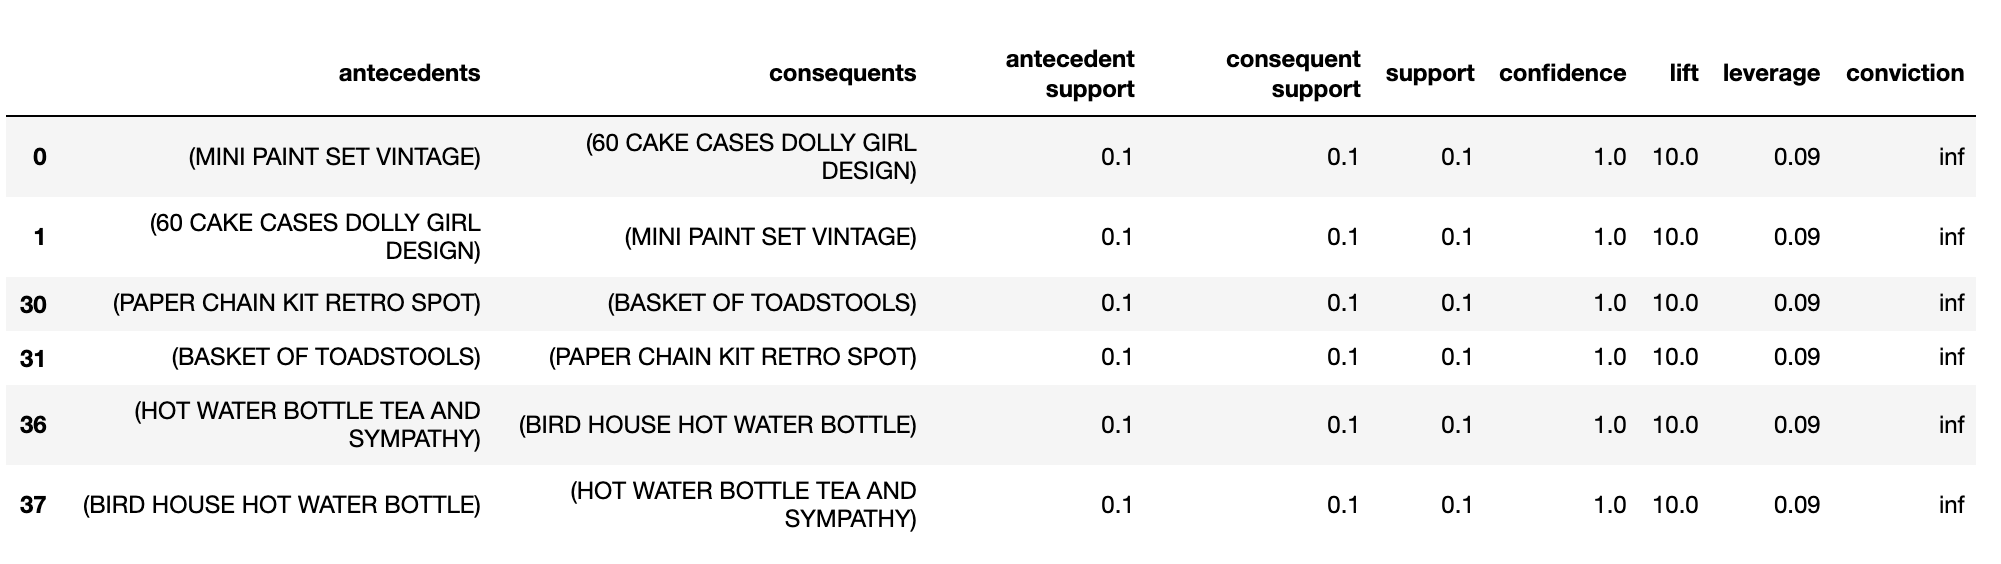 antecedents consequents antecedent support consequent support support confidence lift leverage conviction
0 (MINI PAINT SET VINTAGE) (60 CAKE CASES DOLLY GIRL DESIGN) 0.1 0.1 0.1 1.0 10.0 0.09 inf
1 (60 CAKE CASES DOLLY GIRL DESIGN) (MINI PAINT SET VINTAGE) 0.1 0.1 0.1 1.0 10.0 0.09 inf
30 (PAPER CHAIN KIT RETRO SPOT) (BASKET OF TOADSTOOLS) 0.1 0.1 0.1 1.0 10.0 0.09 inf
31 (BASKET OF TOADSTOOLS) (PAPER CHAIN KIT RETRO SPOT) 0.1 0.1 0.1 1.0 10.0 0.09 inf
36 (HOT WATER BOTTLE TEA AND SYMPATHY) (BIRD HOUSE HOT WATER BOTTLE) 0.1 0.1 0.1 1.0 10.0 0.09 inf
37 (BIRD HOUSE HOT WATER BOTTLE) (HOT WATER BOTTLE TEA AND SYMPATHY) 0.1 0.1 0.1 1.0 10.0 0.09 inf